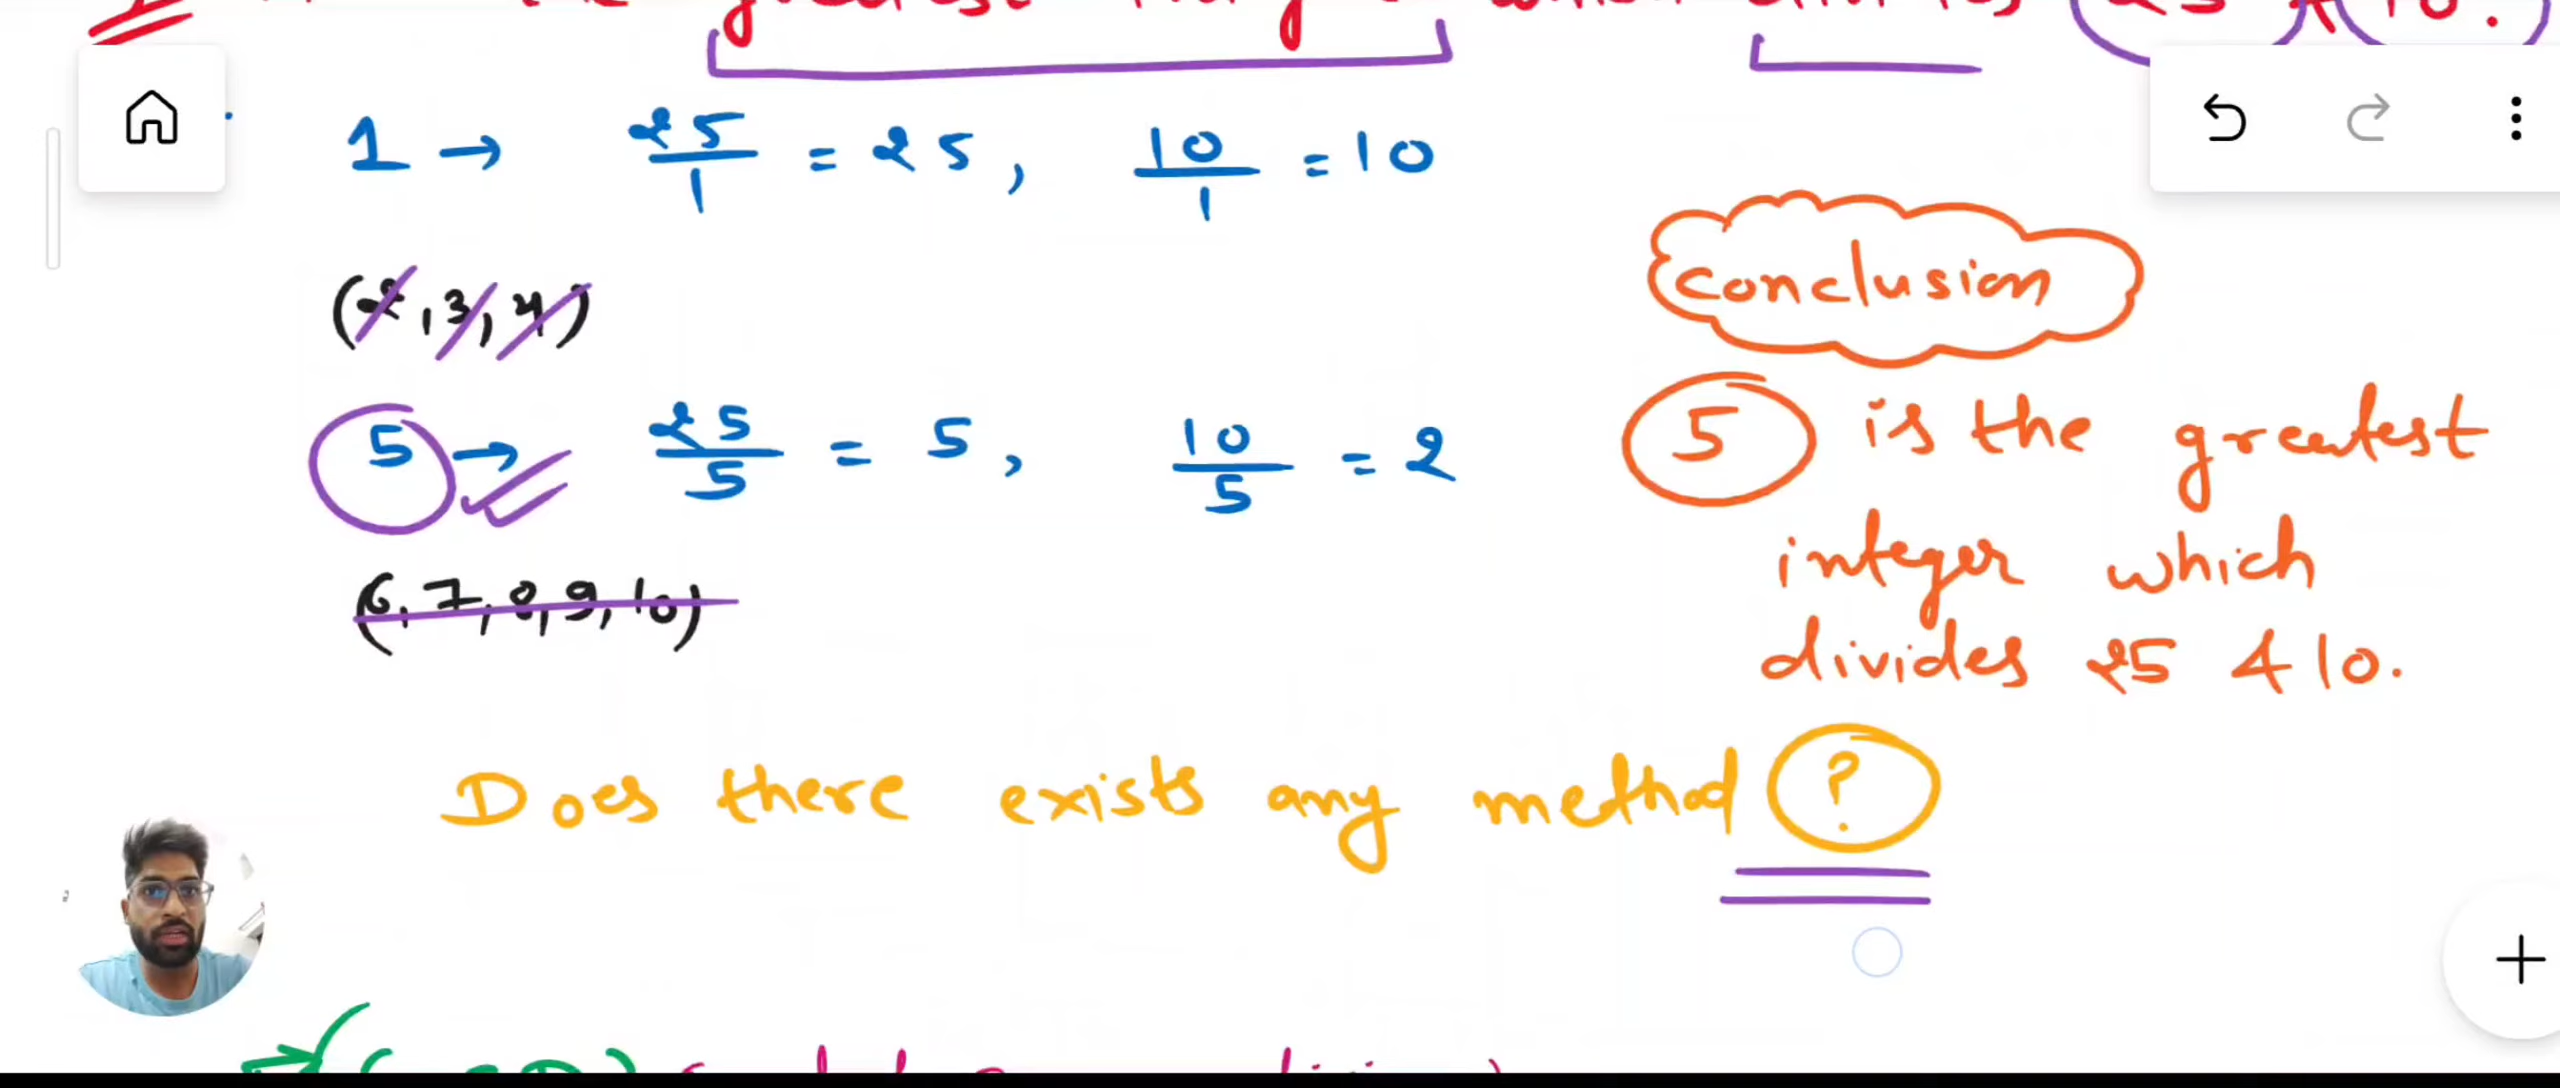 greatest
1 → 25/1 = 25, 10/1 = 10
(2, 3, 4)
5 → 25/5 = 5, 10/5 = 2
(6, 7, 8, 9, 10)
Conclusion
5 is the greatest
integer which
divides 25 & 10.
Does there exists any method ?